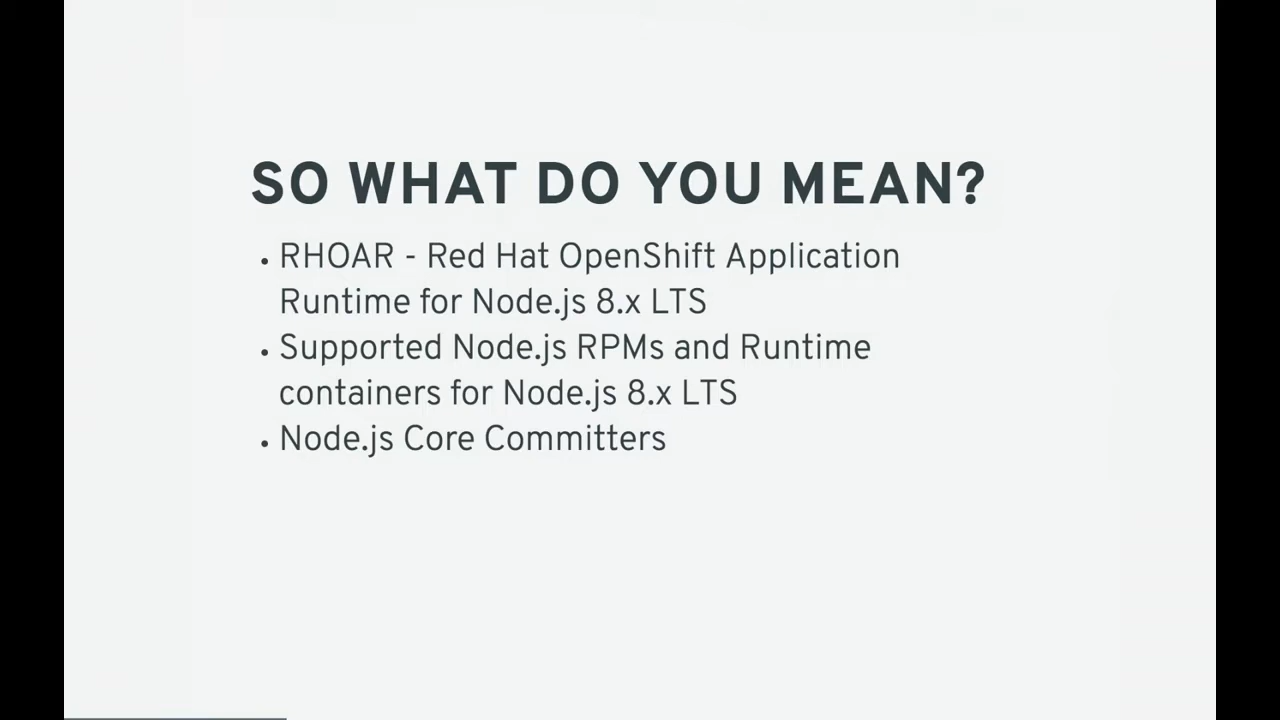 SO WHAT DO YOU MEAN?
• RHOAR - Red Hat OpenShift Application
Runtime for Node.js 8.x LTS
• Supported Node.js RPMs and Runtime
containers for Node.js 8.x LTS
• Node.js Core Committers